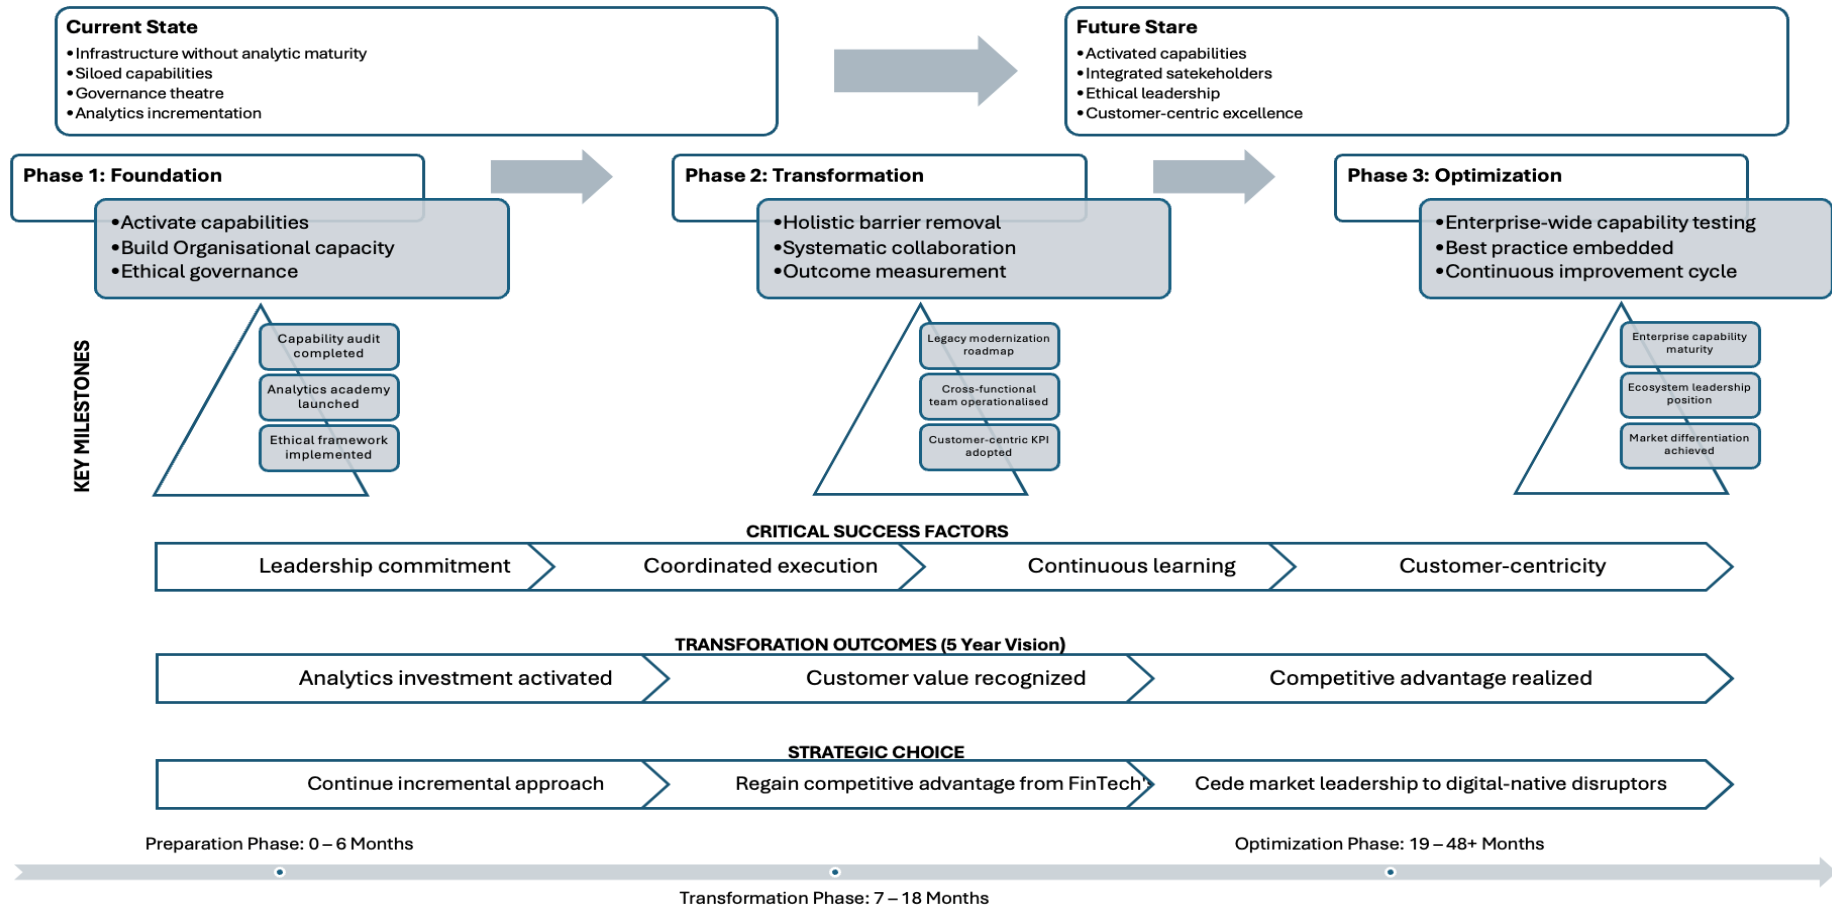 Current State
•Infrastructure without analytic maturity
•Siloed capabilities
•Governance theatre
•Analytics incrementation
Future Stare
•Activated capabilities
•Integrated satekeholders
•Ethical leadership
•Customer-centric excellence
Phase 1: Foundation
•Activate capabilities
•Build Organisational capacity
•Ethical governance
Phase 2: Transformation
•Holistic barrier removal
•Systematic collaboration
•Outcome measurement
Phase 3: Optimization
•Enterprise-wide capability testing
•Best practice embedded
•Continuous improvement cycle
KEY MILESTONES
Capability audit
completed
Analytics academy
launched
Ethical framework
implemented
Legacy modernization
roadmap
Cross-functional
team operationalised
Customer-centric KPI
adopted
Enterprise capability
maturity
Ecosystem leadership
position
Market differentiation
achieved
CRITICAL SUCCESS FACTORS
Leadership commitment
Coordinated execution
Continuous learning
Customer-centricity
TRANSFORATION OUTCOMES (5 Year Vision)
Analytics investment activated
Customer value recognized
Competitive advantage realized
STRATEGIC CHOICE
Continue incremental approach
Regain competitive advantage from FinTech's
Cede market leadership to digital-native disruptors
Preparation Phase: 0 – 6 Months
Optimization Phase: 19 – 48+ Months
Transformation Phase: 7 – 18 Months